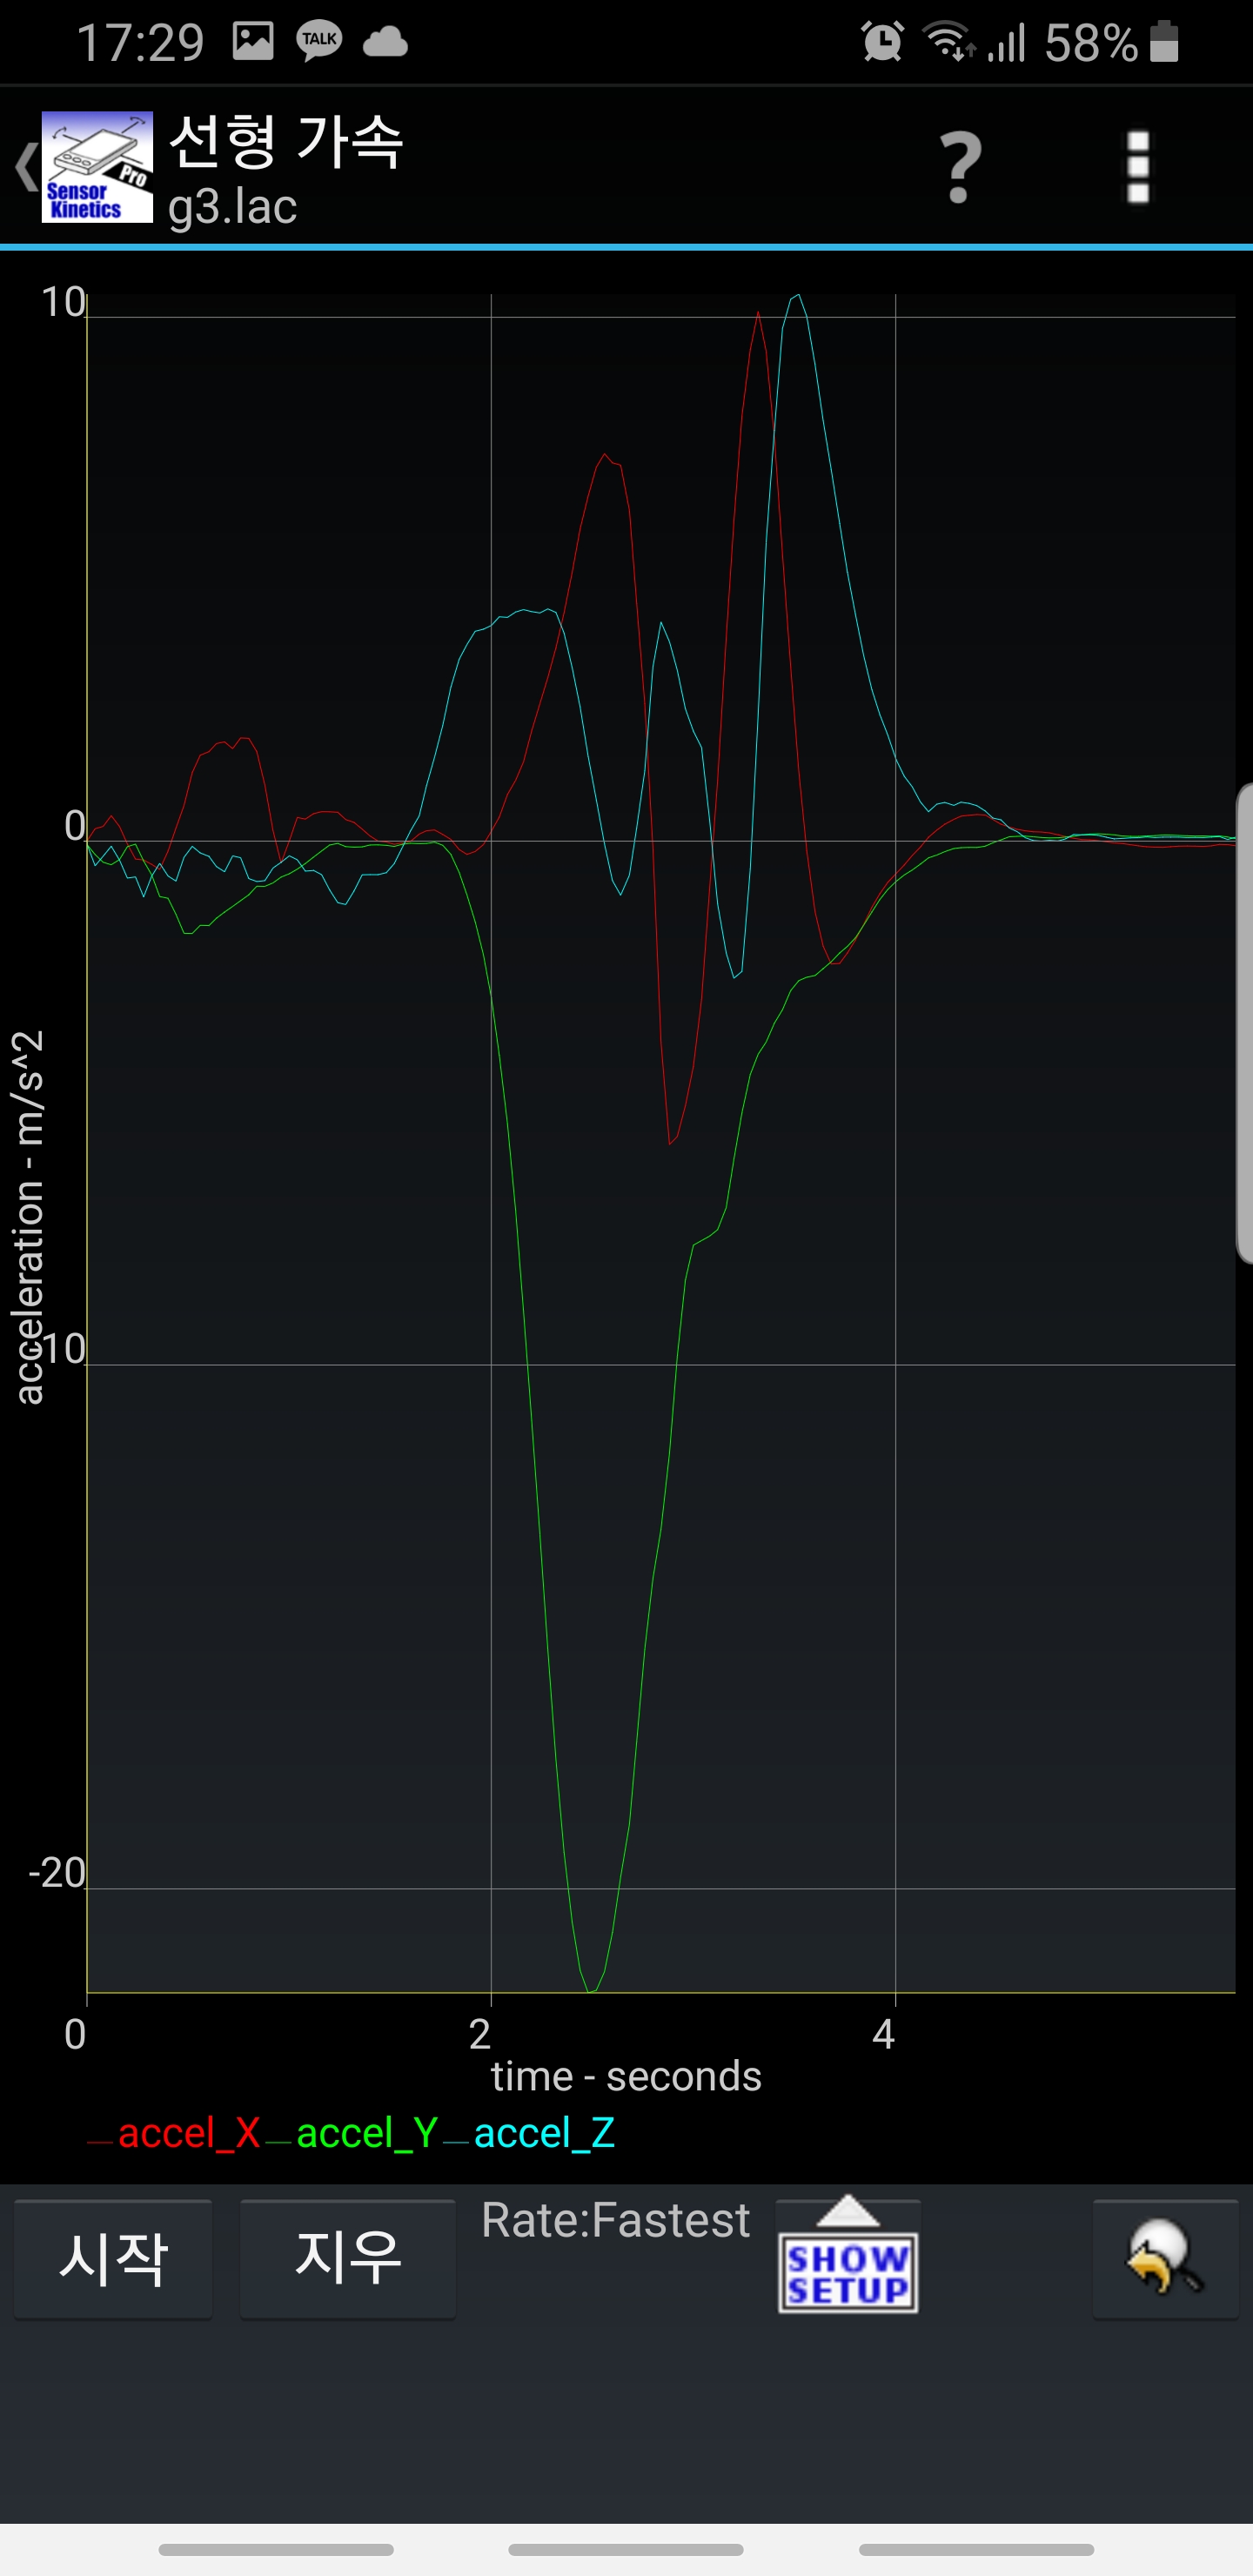 17:29 TALK 58%
선형 가속
g3.lac
Sensor Kinetics Pro
?
10
0
-10
-20
acceleration - m/s^2
0 2 4
time - seconds
accel_X accel_Y accel_Z
시작 지우 Rate:Fastest
SHOW
SETUP